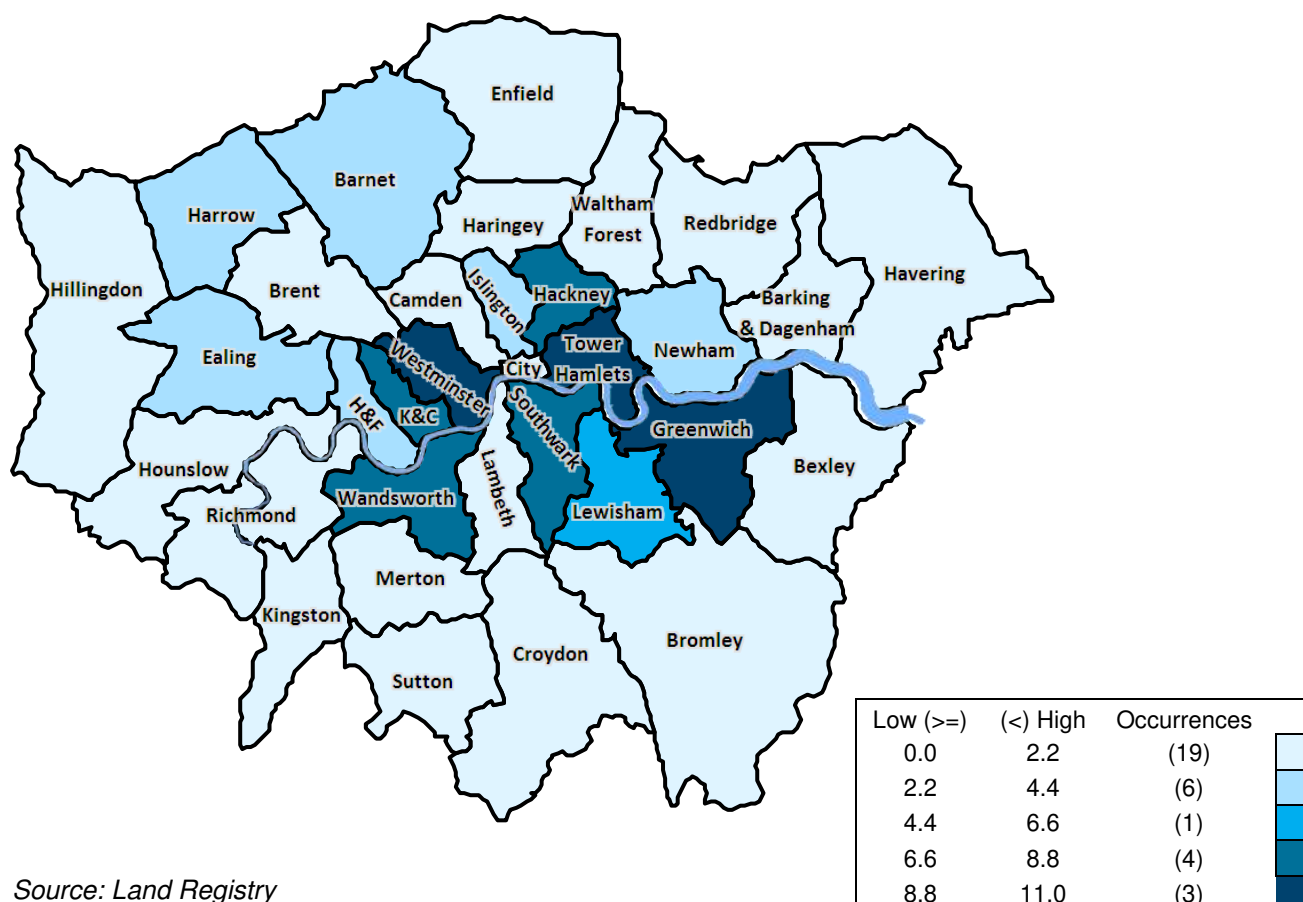 Enfield
Barnet
Harrow
Waltham
Forest
Haringey
Redbridge
Havering
Hillingdon
Brent
Camden
Islington
Hackney
Barking
& Dagenham
Ealing
Westminster
Tower
Hamlets
Newham
City
H&F
K&C
Southwark
Greenwich
Hounslow
Bexley
Wandsworth
Lambeth
Richmond
Lewisham
Merton
Kingston
Sutton
Croydon
Bromley
Low (>=) (<) High Occurrences
0.0 2.2 (19)
2.2 4.4 (6)
4.4 6.6 (1)
6.6 8.8 (4)
8.8 11.0 (3)
Source: Land Registry